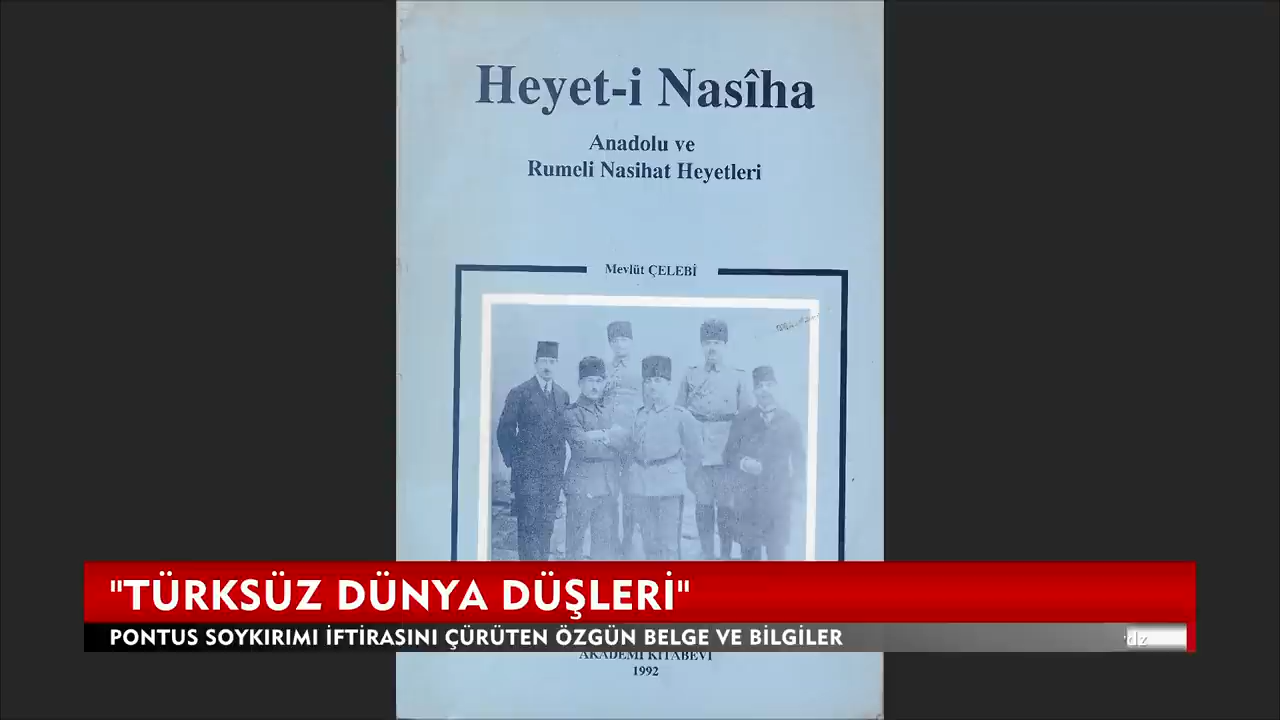 Heyet-i Nasîha
Anadolu ve
Rumeli Nasihat Heyetleri
Mevlüt ÇELEBİ
"TÜRKSÜZ DÜNYA DÜŞLERİ"
PONTUS SOYKIRIMI İFTİRASINI ÇÜRÜTEN ÖZGÜN BELGE VE BİLGİLER
AKADEMİ KİTABEVİ
1992